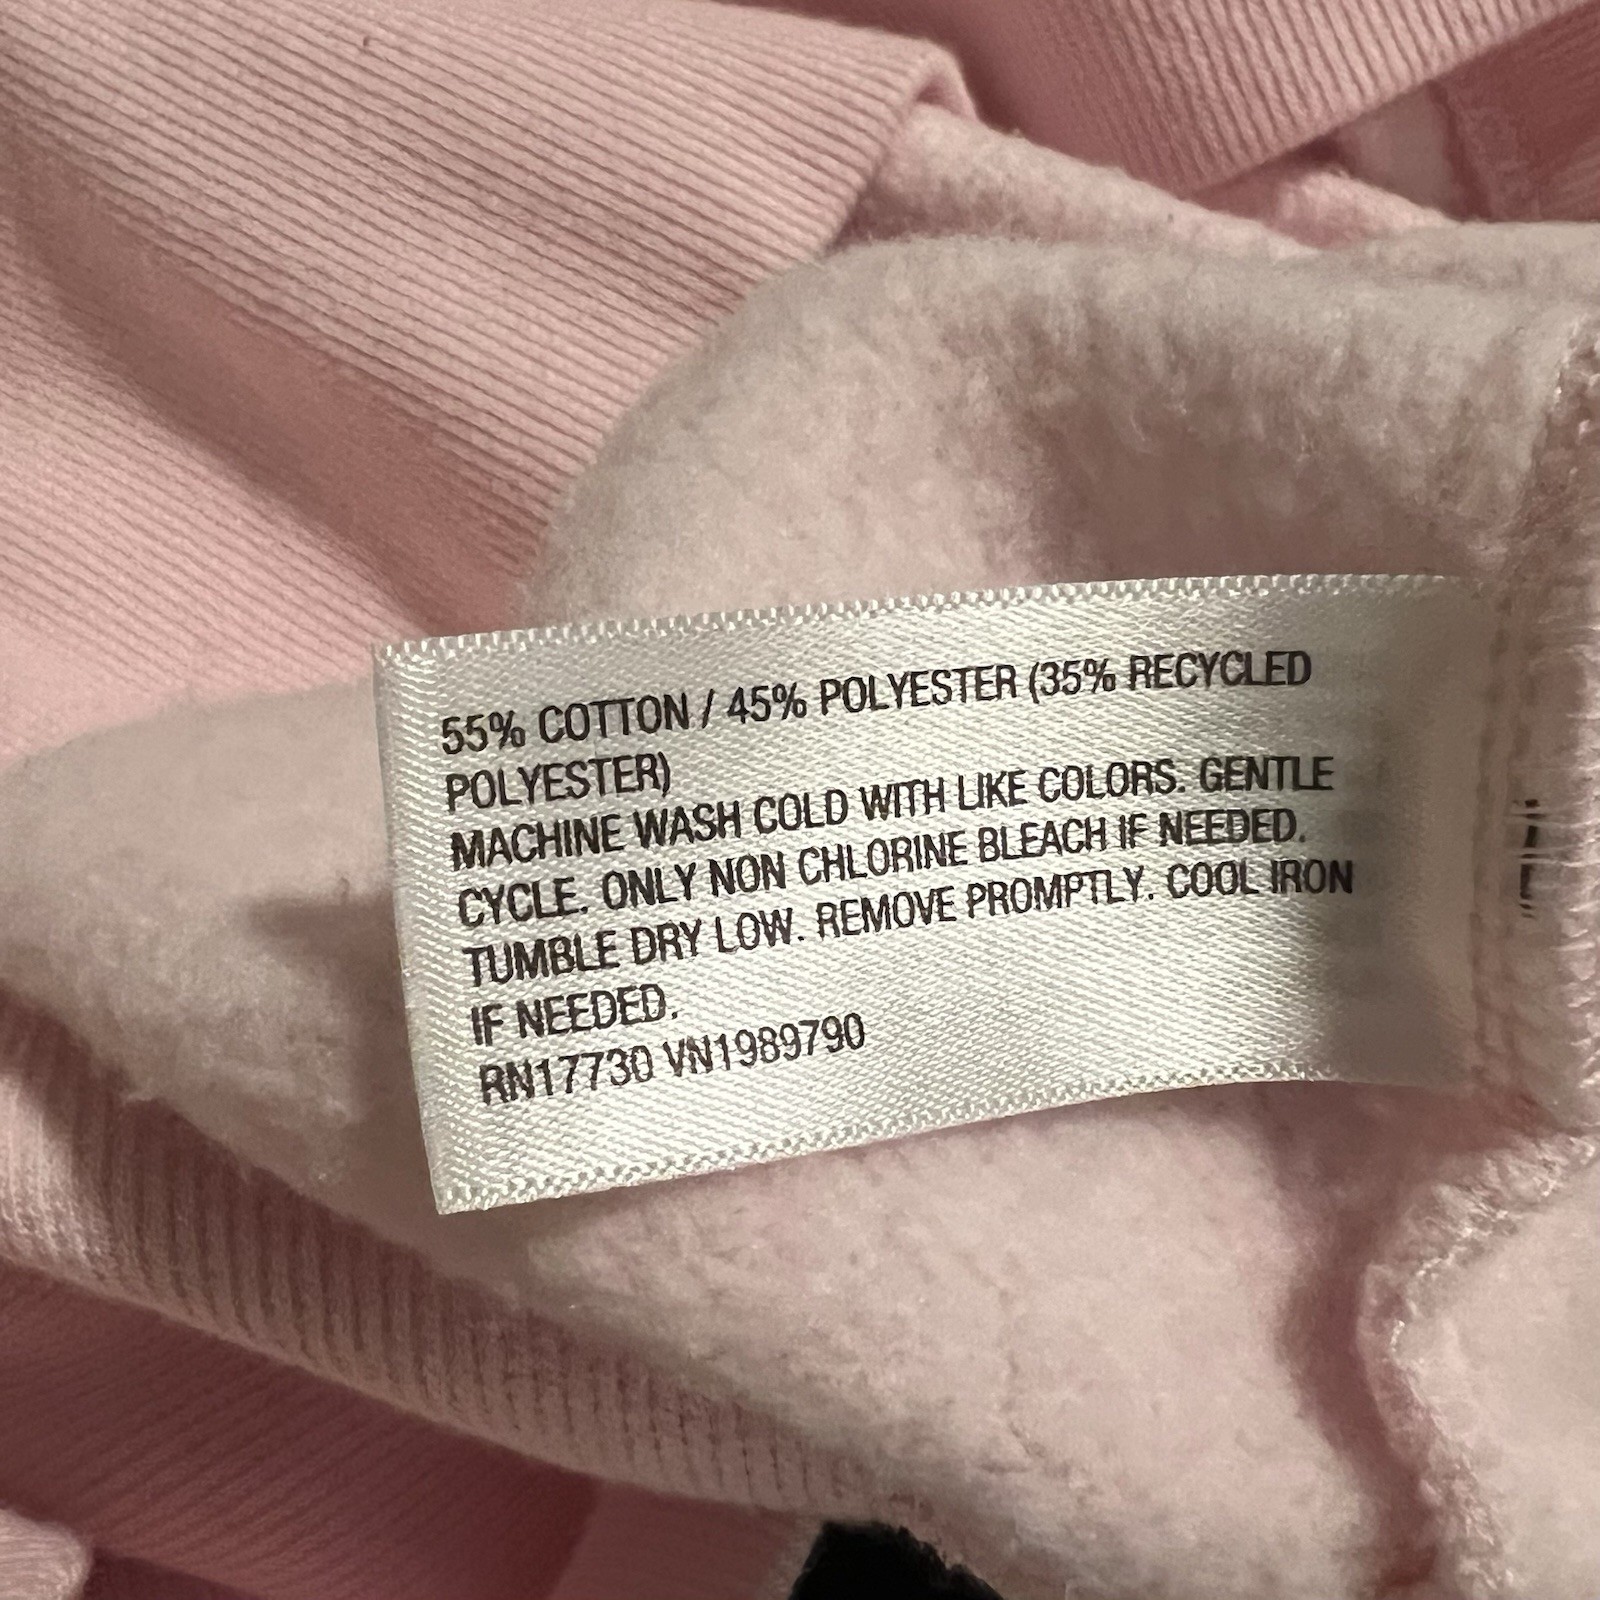 55% COTTON / 45% POLYESTER (35% RECYCLED
POLYESTER)
MACHINE WASH COLD WITH LIKE COLORS. GENTLE
CYCLE. ONLY NON CHLORINE BLEACH IF NEEDED.
TUMBLE DRY LOW. REMOVE PROMPTLY. COOL IRON
IF NEEDED.
RN17730 VN1989790